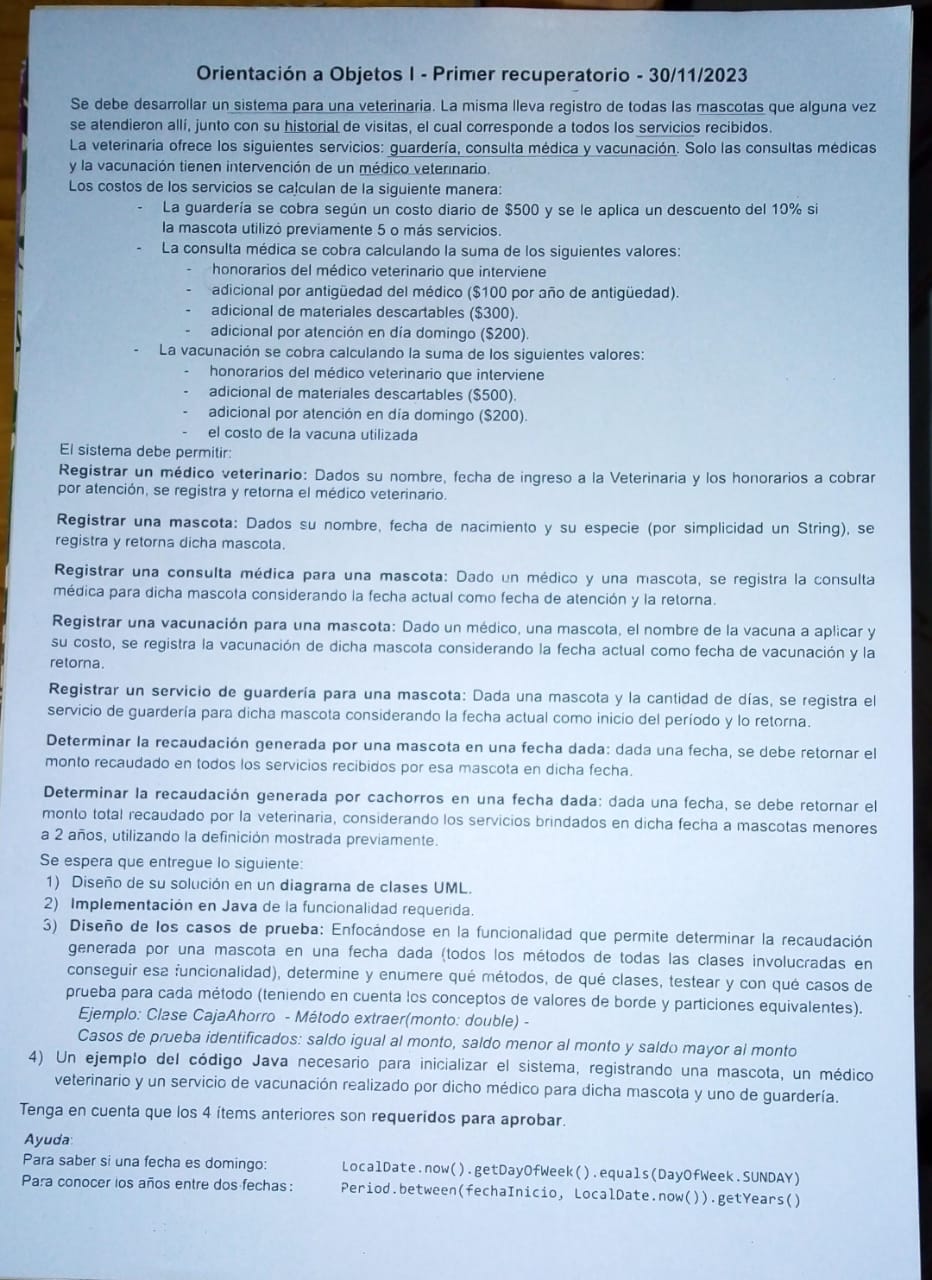 Orientación a Objetos I - Primer recuperatorio - 30/11/2023
Se debe desarrollar un sistema para una veterinaria. La misma lleva registro de todas las mascotas que alguna vez
se atendieron allí, junto con su historial de visitas, el cual corresponde a todos los servicios recibidos.
La veterinaria ofrece los siguientes servicios: guardería, consulta médica y vacunación. Solo las consultas médicas
y la vacunación tienen intervención de un médico veterinario.
Los costos de los servicios se calculan de la siguiente manera:
- La guardería se cobra según un costo diario de $500 y se le aplica un descuento del 10% si
la mascota utilizó previamente 5 o más servicios.
- La consulta médica se cobra calculando la suma de los siguientes valores:
- honorarios del médico veterinario que interviene
- adicional por antigüedad del médico ($100 por año de antigüedad).
- adicional de materiales descartables ($300).
- adicional por atención en día domingo ($200).
- La vacunación se cobra calculando la suma de los siguientes valores:
- honorarios del médico veterinario que interviene
- adicional de materiales descartables ($500).
- adicional por atención en día domingo ($200).
- el costo de la vacuna utilizada
El sistema debe permitir:
Registrar un médico veterinario: Dados su nombre, fecha de ingreso a la Veterinaria y los honorarios a cobrar
por atención, se registra y retorna el médico veterinario.
Registrar una mascota: Dados su nombre, fecha de nacimiento y su especie (por simplicidad un String), se
registra y retorna dicha mascota.
Registrar una consulta médica para una mascota: Dado un médico y una mascota, se registra la consulta
médica para dicha mascota considerando la fecha actual como fecha de atención y la retorna.
Registrar una vacunación para una mascota: Dado un médico, una mascota, el nombre de la vacuna a aplicar y
su costo, se registra la vacunación de dicha mascota considerando la fecha actual como fecha de vacunación y la
retorna.
Registrar un servicio de guardería para una mascota: Dada una mascota y la cantidad de días, se registra el
servicio de guardería para dicha mascota considerando la fecha actual como inicio del período y lo retorna.
Determinar la recaudación generada por una mascota en una fecha dada: dada una fecha, se debe retornar el
monto recaudado en todos los servicios recibidos por esa mascota en dicha fecha.
Determinar la recaudación generada por cachorros en una fecha dada: dada una fecha, se debe retornar el
monto total recaudado por la veterinaria, considerando los servicios brindados en dicha fecha a mascotas menores
a 2 años, utilizando la definición mostrada previamente.
Se espera que entregue lo siguiente:
1) Diseño de su solución en un diagrama de clases UML.
2) Implementación en Java de la funcionalidad requerida.
3) Diseño de los casos de prueba: Enfocándose en la funcionalidad que permite determinar la recaudación
generada por una mascota en una fecha dada (todos los métodos de todas las clases involucradas en
conseguir esa funcionalidad), determine y enumere qué métodos, de qué clases, testear y con qué casos de
prueba para cada método (teniendo en cuenta los conceptos de valores de borde y particiones equivalentes).
Ejemplo: Clase CajaAhorro - Método extraer(monto: double) -
Casos de prueba identificados: saldo igual al monto, saldo menor al monto y saldo mayor al monto
4) Un ejemplo del código Java necesario para inicializar el sistema, registrando una mascota, un médico
veterinario y un servicio de vacunación realizado por dicho médico para dicha mascota y uno de guardería.
Tenga en cuenta que los 4 ítems anteriores son requeridos para aprobar.
Ayuda:
Para saber si una fecha es domingo: LocalDate.now().getDayOfWeek().equals(DayOfWeek.SUNDAY)
Para conocer los años entre dos fechas: Period.between(fechaInicio, LocalDate.now()).getYears()